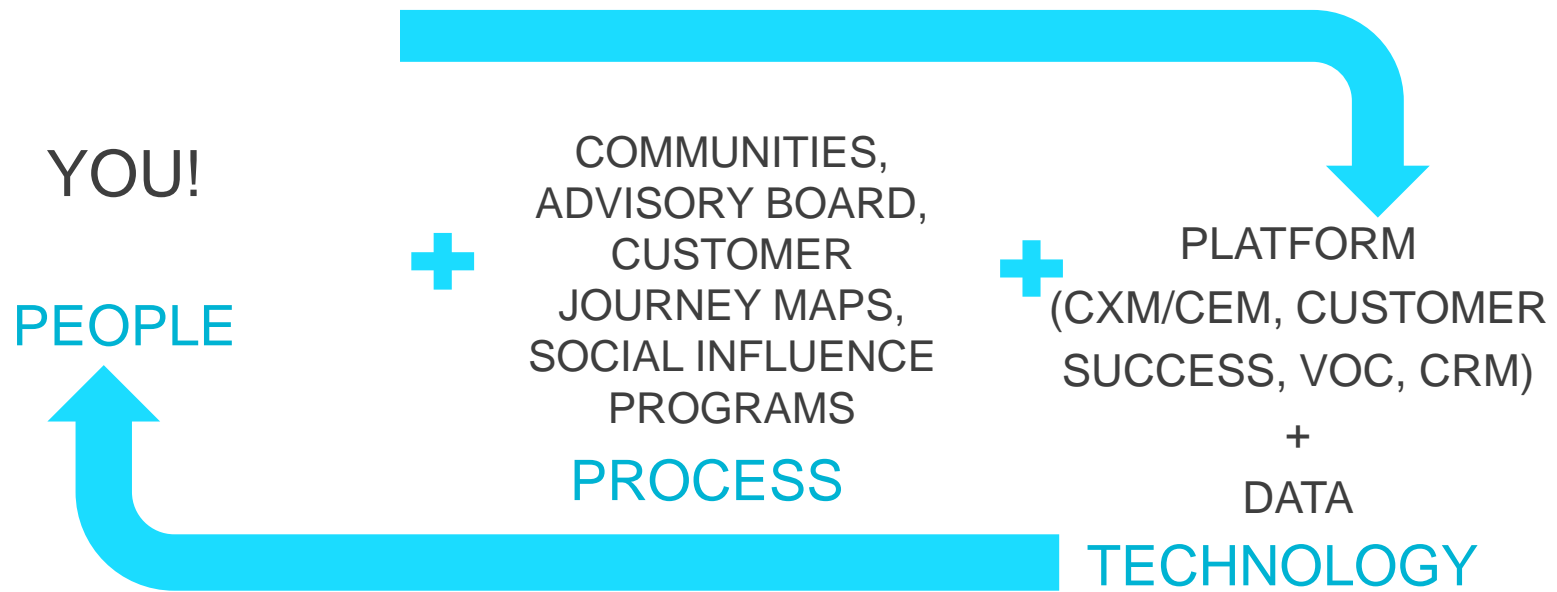 YOU!
PEOPLE
COMMUNITIES,
ADVISORY BOARD,
CUSTOMER
JOURNEY MAPS,
SOCIAL INFLUENCE
PROGRAMS
PROCESS
PLATFORM
(CXM/CEM, CUSTOMER
SUCCESS, VOC, CRM)
+
DATA
TECHNOLOGY